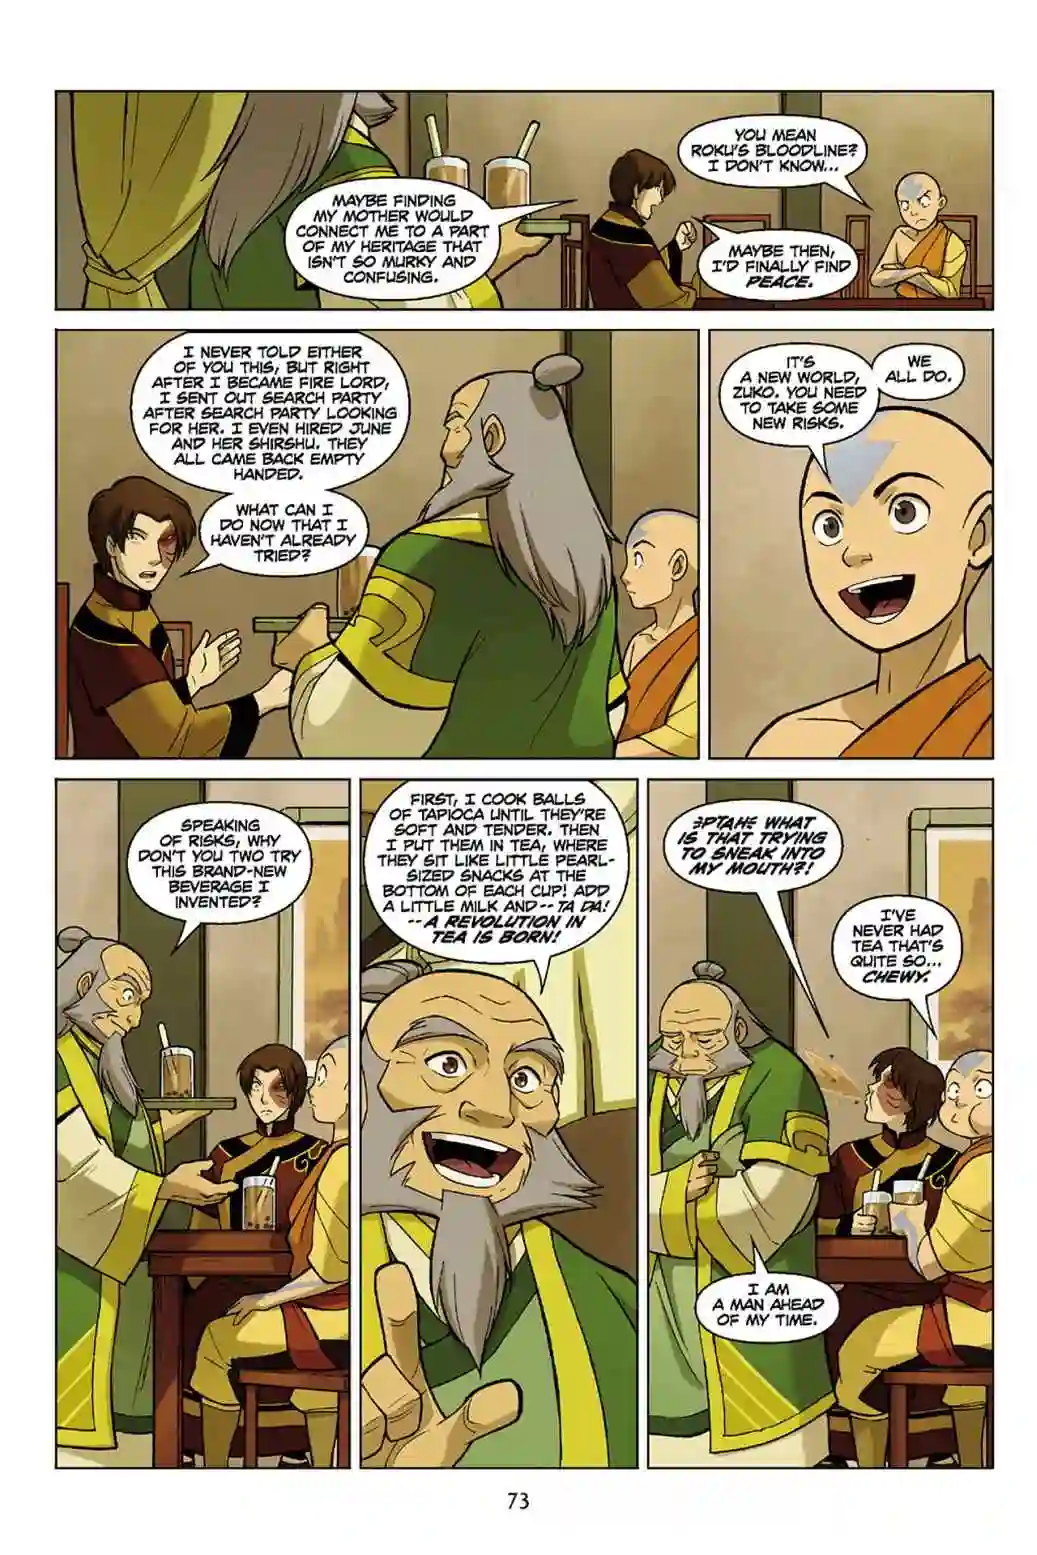 MAYBE FINDING
MY MOTHER WOULD
CONNECT ME TO A PART
OF MY HERITAGE THAT
ISN'T SO MURKY AND
CONFUSING.
YOU MEAN
ROKU'S BLOODLINE?
I DON'T KNOW...
MAYBE THEN,
I'D FINALLY FIND
PEACE.
I NEVER TOLD EITHER
OF YOU THIS, BUT RIGHT
AFTER I BECAME FIRE LORD,
I SENT OUT SEARCH PARTY
AFTER SEARCH PARTY LOOKING
FOR HER. I EVEN HIRED JUNE
AND HER SHIRSHU. THEY
ALL CAME BACK EMPTY
HANDED.
WHAT CAN I
DO NOW THAT I
HAVEN'T ALREADY
TRIED?
IT'S
A NEW WORLD,
ZUKO. YOU NEED
TO TAKE SOME
NEW RISKS.
WE
ALL DO.
SPEAKING
OF RISKS, WHY
DON'T YOU TWO TRY
THIS BRAND-NEW
BEVERAGE I
INVENTED?
FIRST, I COOK BALLS
OF TAPIOCA UNTIL THEY'RE
SOFT AND TENDER. THEN
I PUT THEM IN TEA, WHERE
THEY SIT LIKE LITTLE PEARL-
SIZED SNACKS AT THE
BOTTOM OF EACH CUP! ADD
A LITTLE MILK AND -- TA DA!
-- A REVOLUTION IN
TEA IS BORN!
PTAH! WHAT
IS THAT TRYING
TO SNEAK INTO
MY MOUTH?!
I'VE
NEVER HAD
TEA THAT'S
QUITE SO...
CHEWY.
I AM
A MAN AHEAD
OF MY TIME.
73